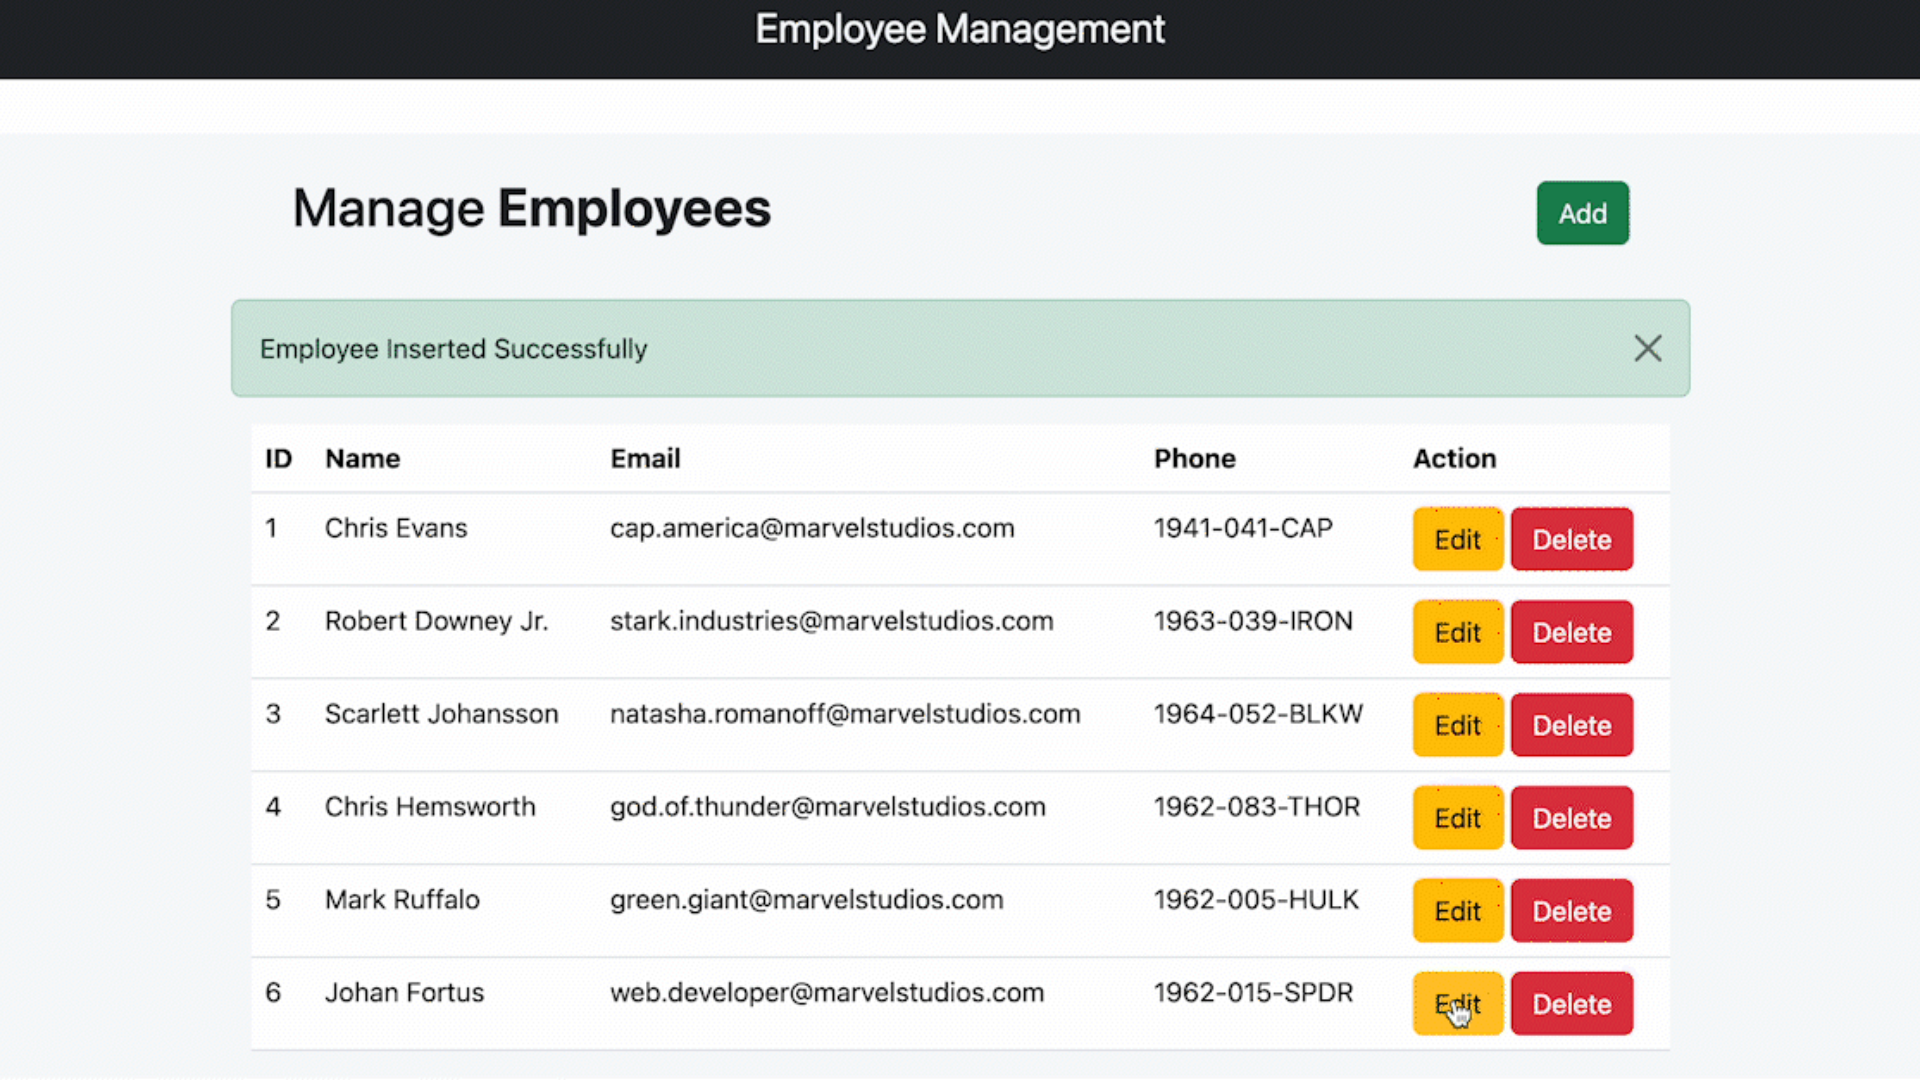 Employee Management
Manage Employees
Add
Employee Inserted Successfully
ID Name Email Phone Action
1 Chris Evans cap.america@marvelstudios.com 1941-041-CAP Edit Delete
2 Robert Downey Jr. stark.industries@marvelstudios.com 1963-039-IRON Edit Delete
3 Scarlett Johansson natasha.romanoff@marvelstudios.com 1964-052-BLKW Edit Delete
4 Chris Hemsworth god.of.thunder@marvelstudios.com 1962-083-THOR Edit Delete
5 Mark Ruffalo green.giant@marvelstudios.com 1962-005-HULK Edit Delete
6 Johan Fortus web.developer@marvelstudios.com 1962-015-SPDR Edit Delete